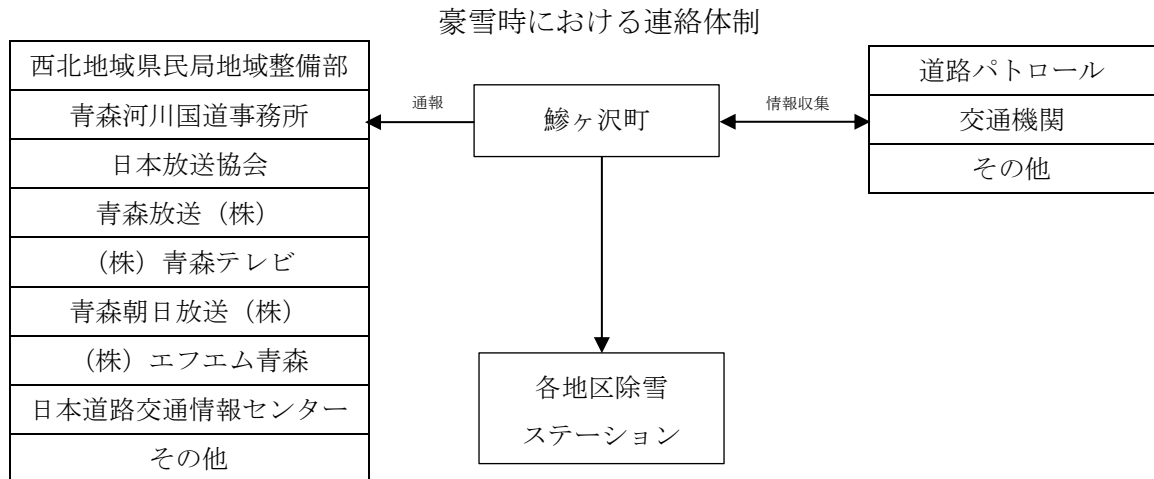 豪雪時における連絡体制
西北地域県民局地域整備部
青森河川国道事務所
日本放送協会
青森放送（株）
（株）青森テレビ
青森朝日放送（株）
（株）エフエム青森
日本道路交通情報センター
その他
通報
鰺ヶ沢町
情報収集
道路パトロール
交通機関
その他
各地区除雪
ステーション